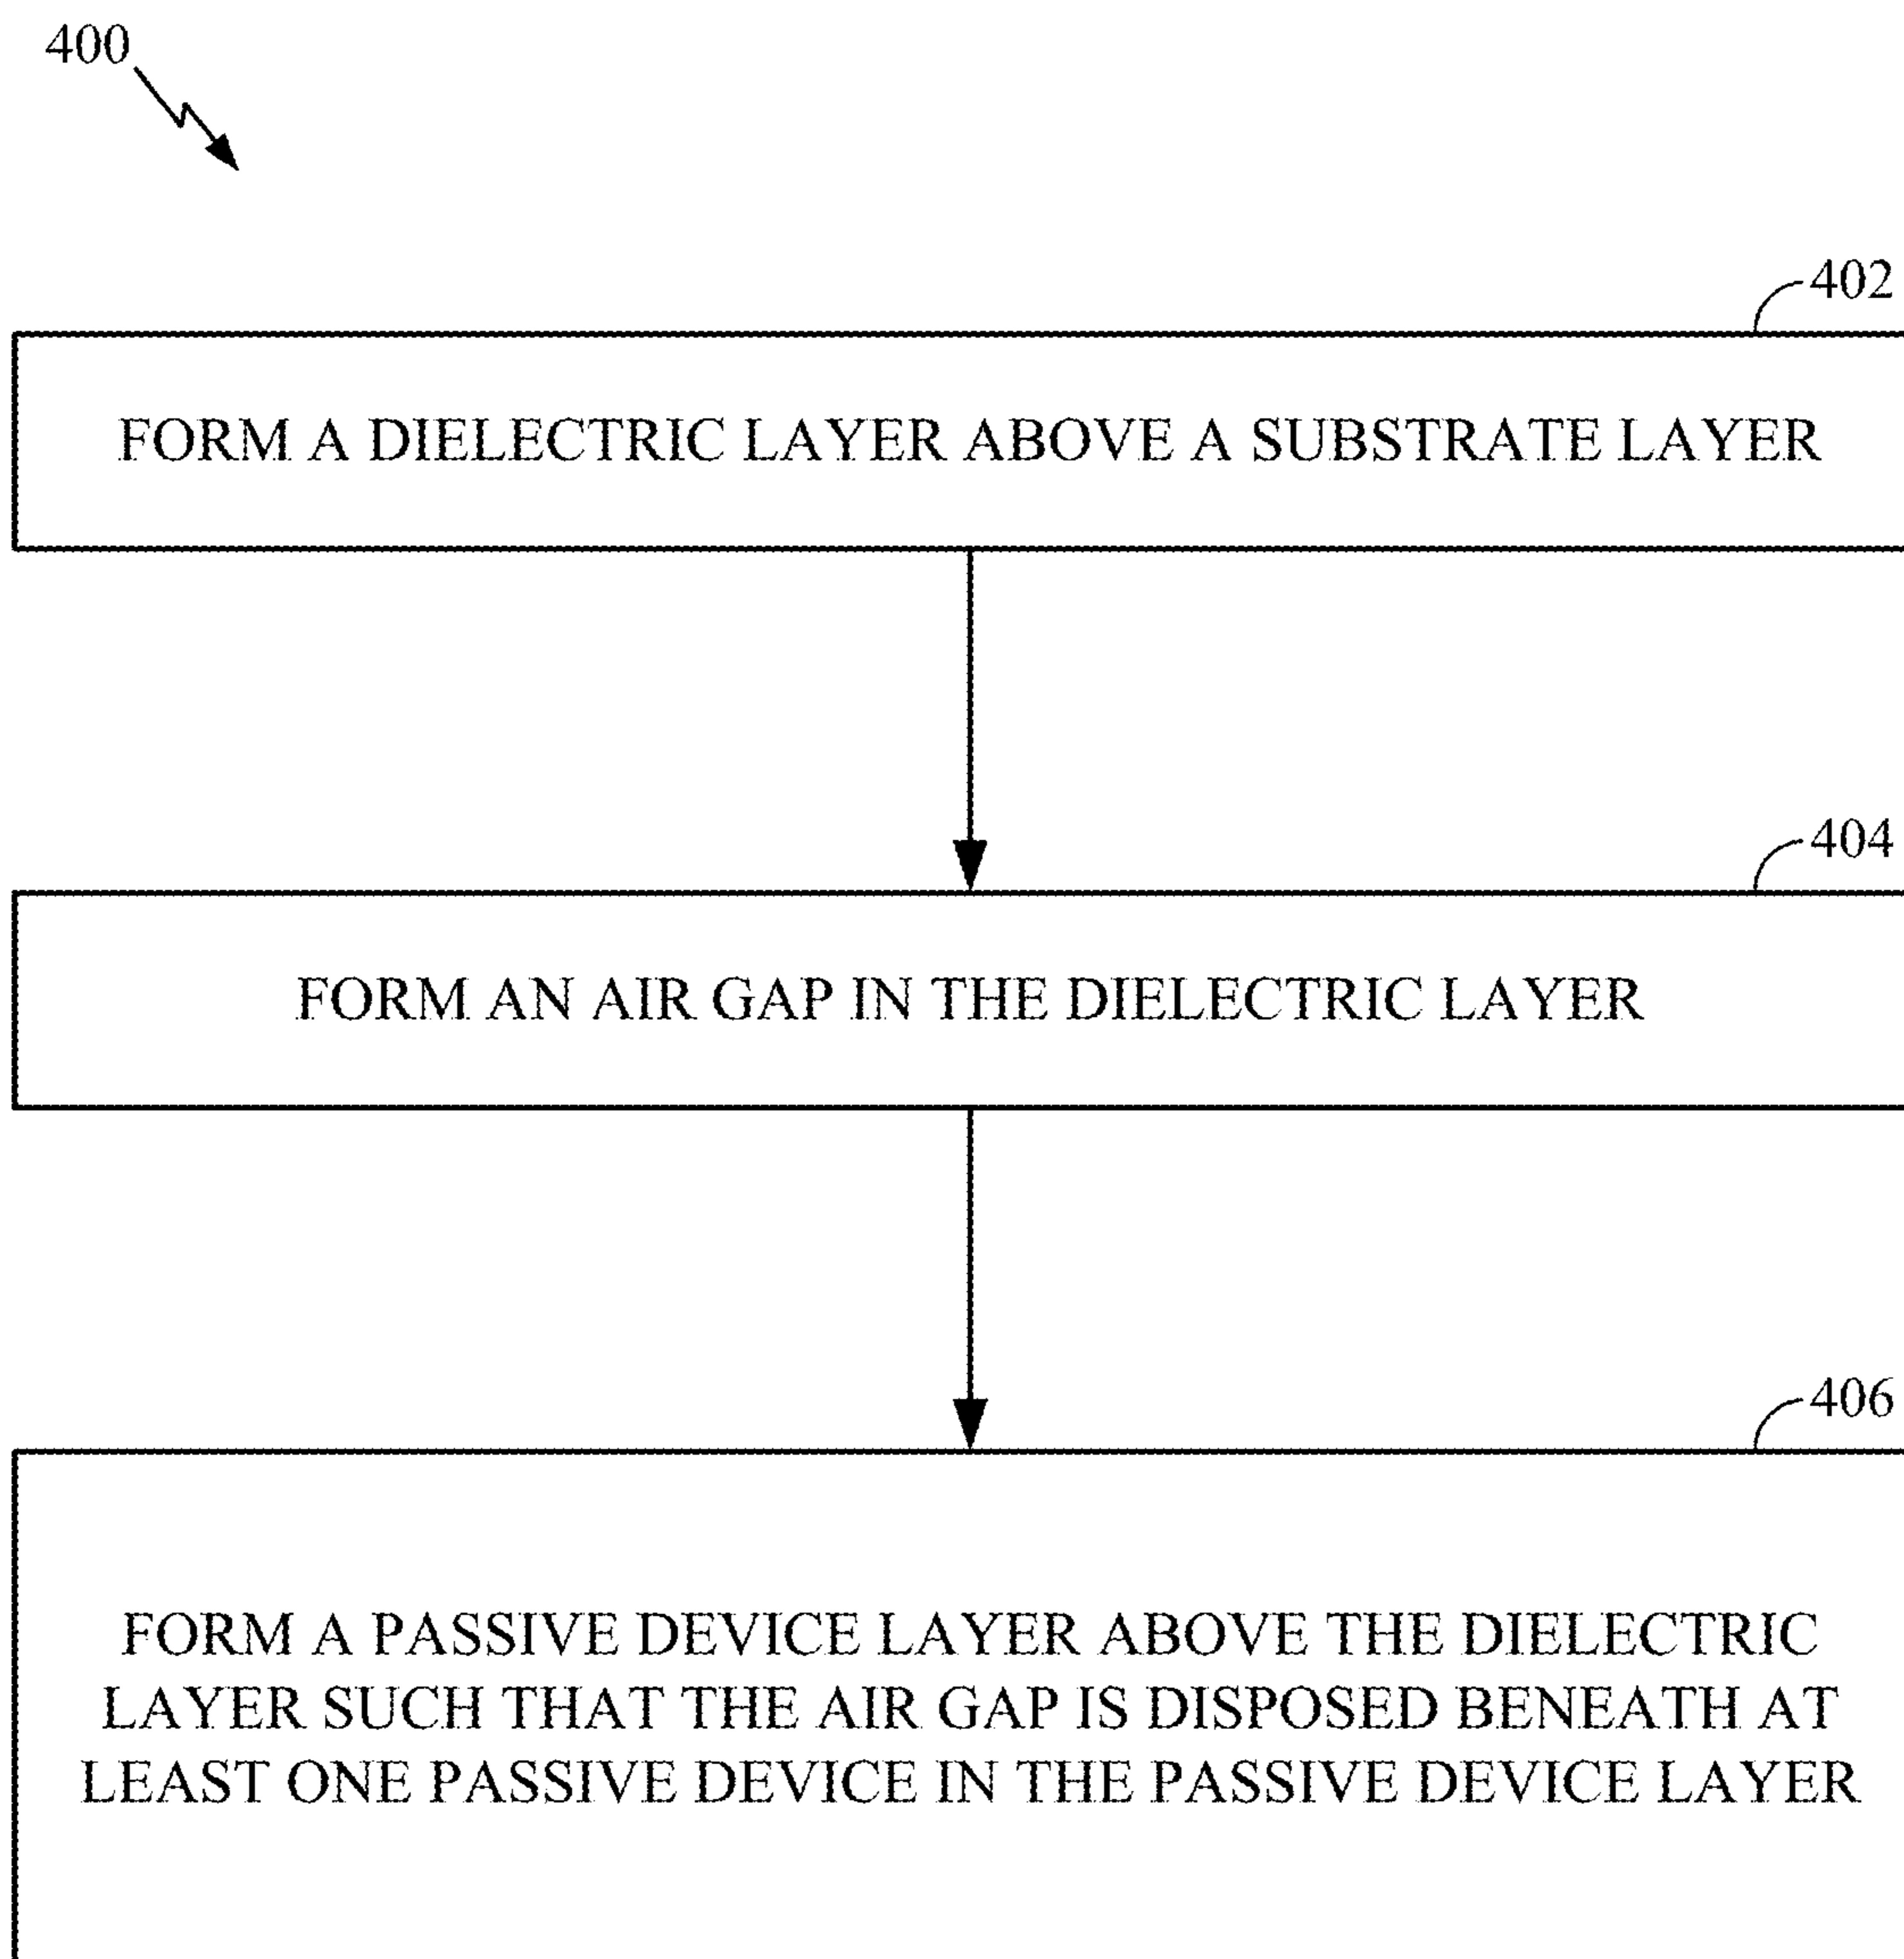 400
402
FORM A DIELECTRIC LAYER ABOVE A SUBSTRATE LAYER
404
FORM AN AIR GAP IN THE DIELECTRIC LAYER
406
FORM A PASSIVE DEVICE LAYER ABOVE THE DIELECTRIC
LAYER SUCH THAT THE AIR GAP IS DISPOSED BENEATH AT
LEAST ONE PASSIVE DEVICE IN THE PASSIVE DEVICE LAYER